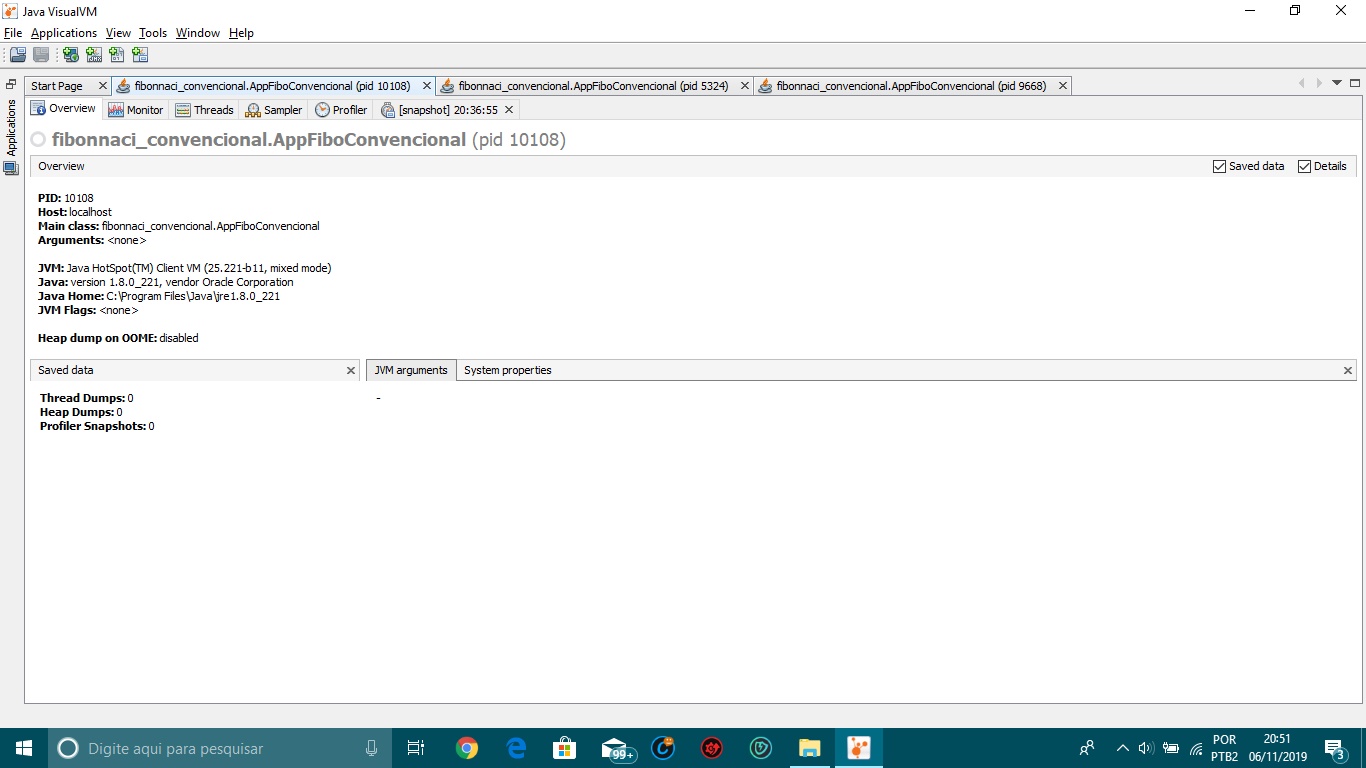 Java VisualVM
File Applications View Tools Window Help
Start Page fibonnaci_convencional.AppFiboConvencional (pid 10108) fibonnaci_convencional.AppFiboConvencional (pid 5324) fibonnaci_convencional.AppFiboConvencional (pid 9668)
Applications
Overview Monitor Threads Sampler Profiler [snapshot] 20:36:55
fibonnaci_convencional.AppFiboConvencional (pid 10108)
Overview Saved data Details
PID: 10108
Host: localhost
Main class: fibonnaci_convencional.AppFiboConvencional
Arguments: <none>
JVM: Java HotSpot(TM) Client VM (25.221-b11, mixed mode)
Java: version 1.8.0_221, vendor Oracle Corporation
Java Home: C:\Program Files\Java\jre1.8.0_221
JVM Flags: <none>
Heap dump on OOME: disabled
Saved data JVM arguments System properties
Thread Dumps: 0 -
Heap Dumps: 0
Profiler Snapshots: 0
Digite aqui para pesquisar 99+ POR 20:51
PTB2 06/11/2019 3